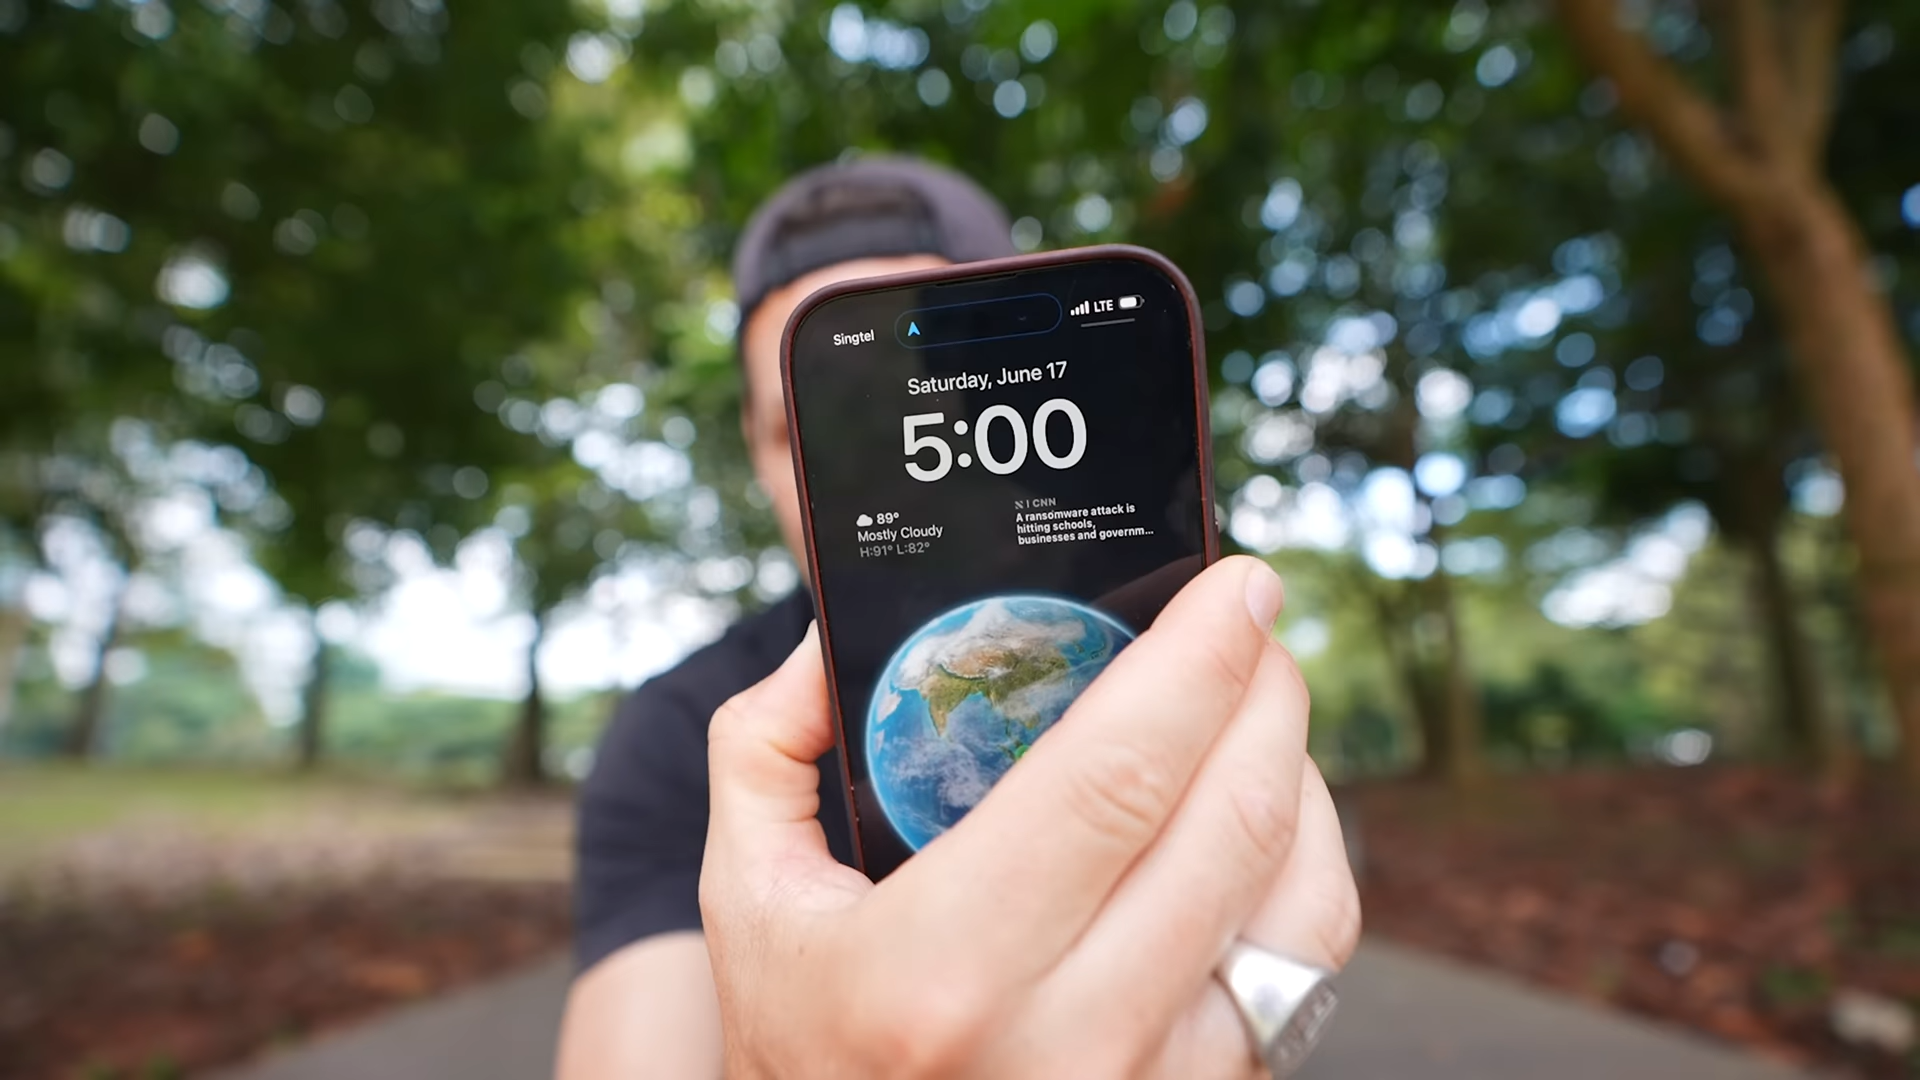 Singtel
LTE
Saturday, June 17
5:00
89°
Mostly Cloudy
H:91° L:82°
CNN
A ransomware attack is
hitting schools,
businesses and governm...